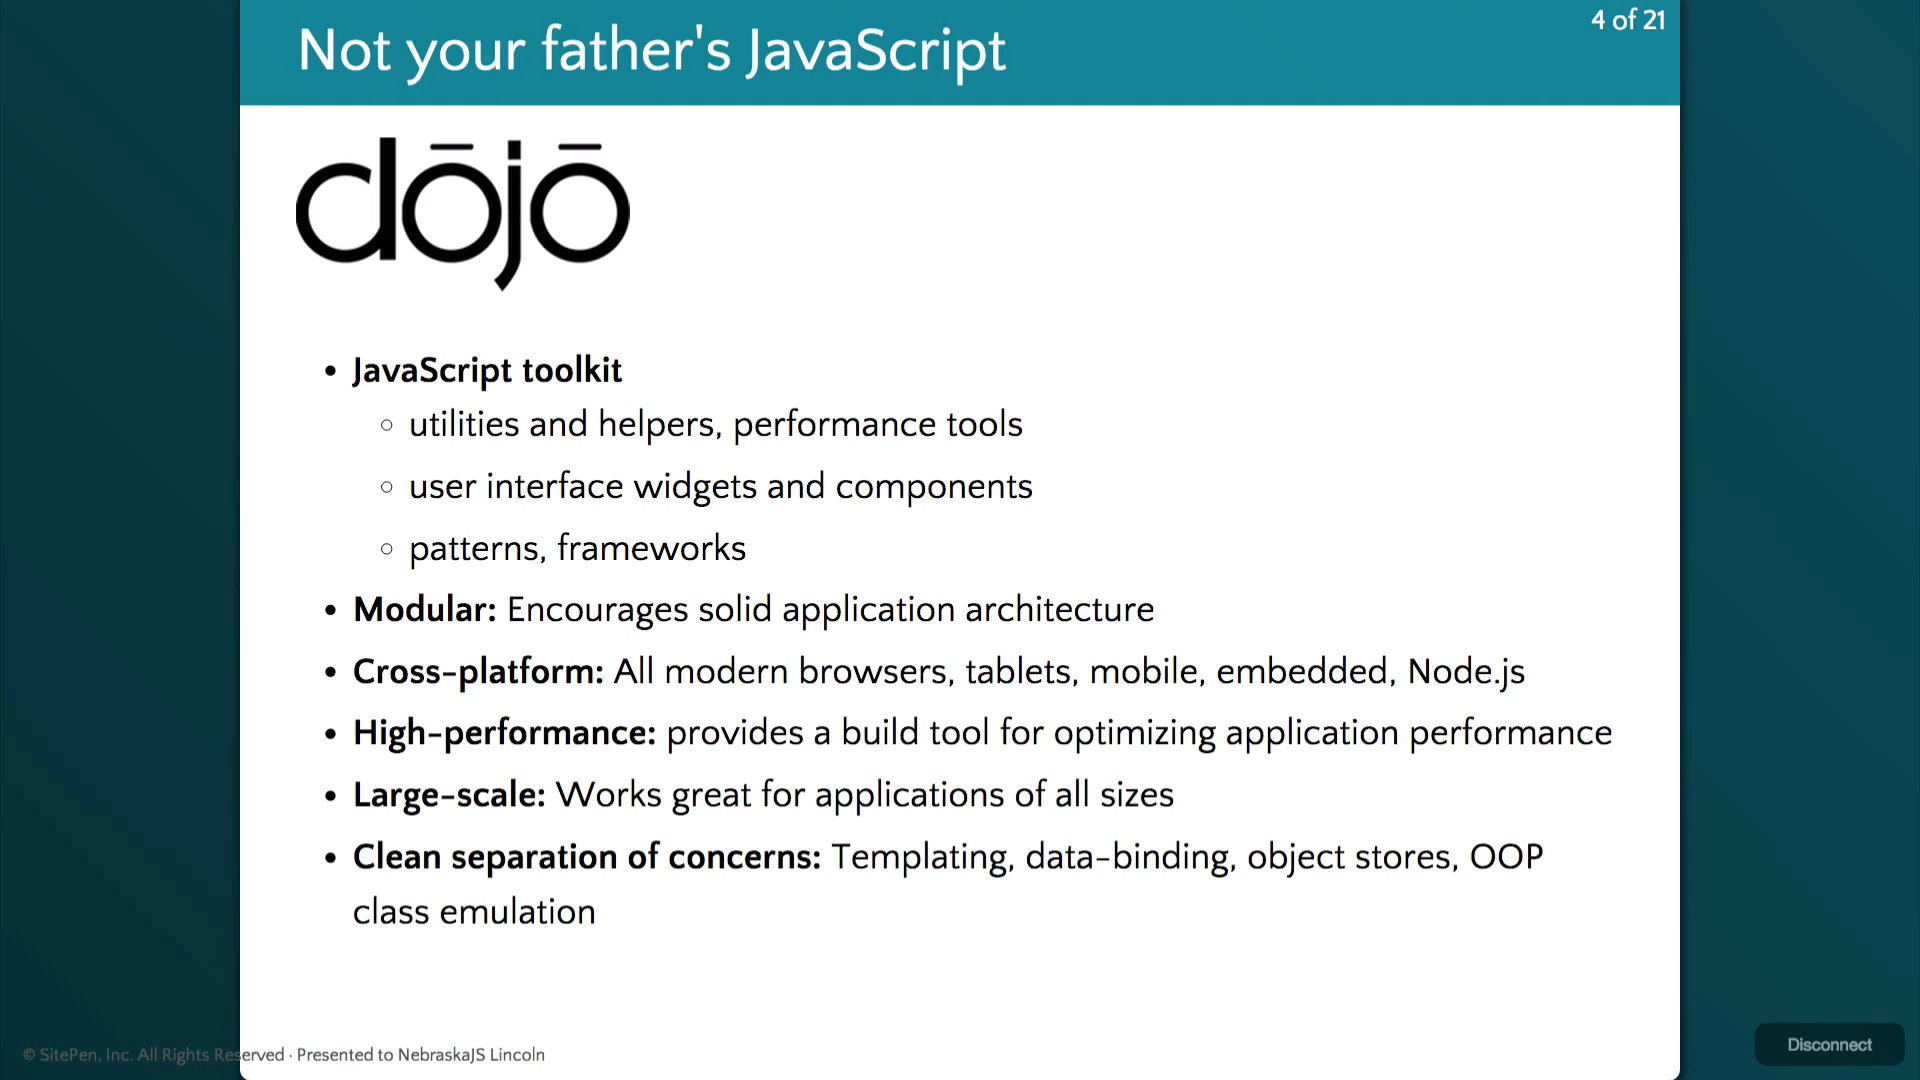 Not your father's JavaScript
4 of 21
dōjō
• JavaScript toolkit
○ utilities and helpers, performance tools
○ user interface widgets and components
○ patterns, frameworks
• Modular: Encourages solid application architecture
• Cross-platform: All modern browsers, tablets, mobile, embedded, Node.js
• High-performance: provides a build tool for optimizing application performance
• Large-scale: Works great for applications of all sizes
• Clean separation of concerns: Templating, data-binding, object stores, OOP
class emulation
© SitePen, Inc. All Rights Reserved · Presented to NebraskaJS Lincoln
Disconnect